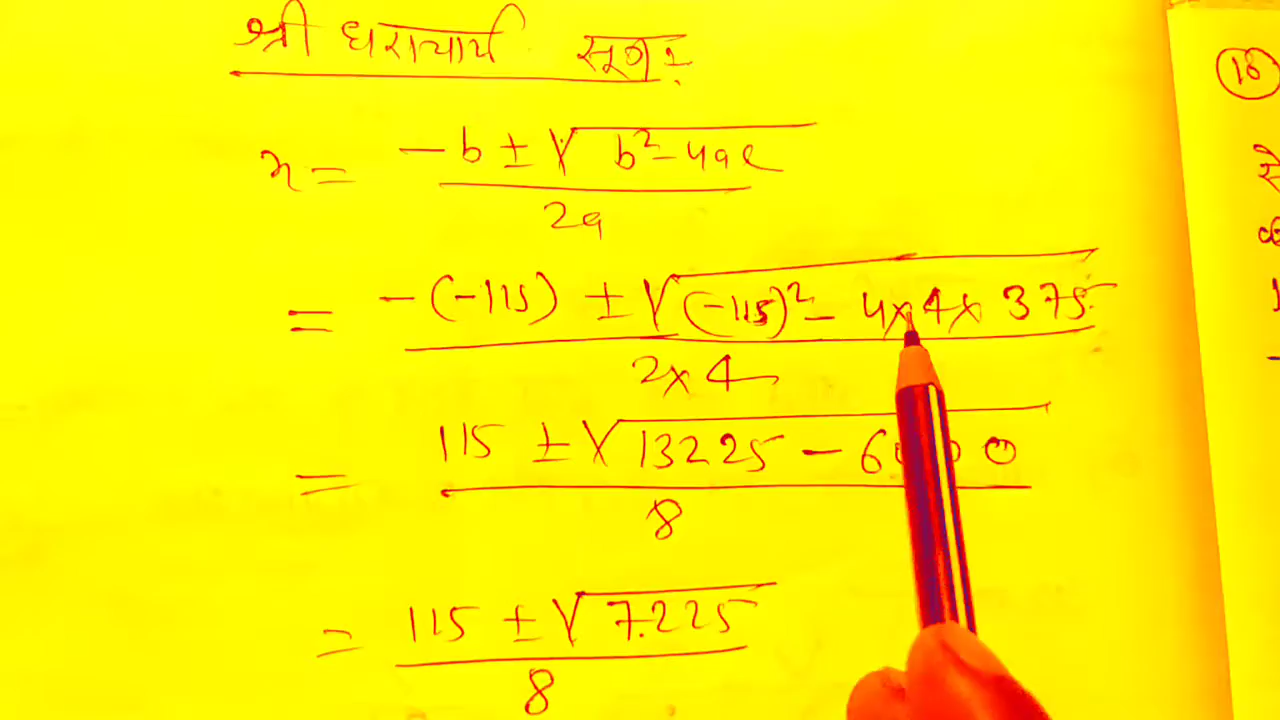 श्री धराचार्य सूत्र :
x = -b ± √b² - 4ac / 2a
= -(-115) ± √(-115)² - 4×4×375 / 2×4
= 115 ± √13225 - 6000 / 8
= 115 ± √7225 / 8
18